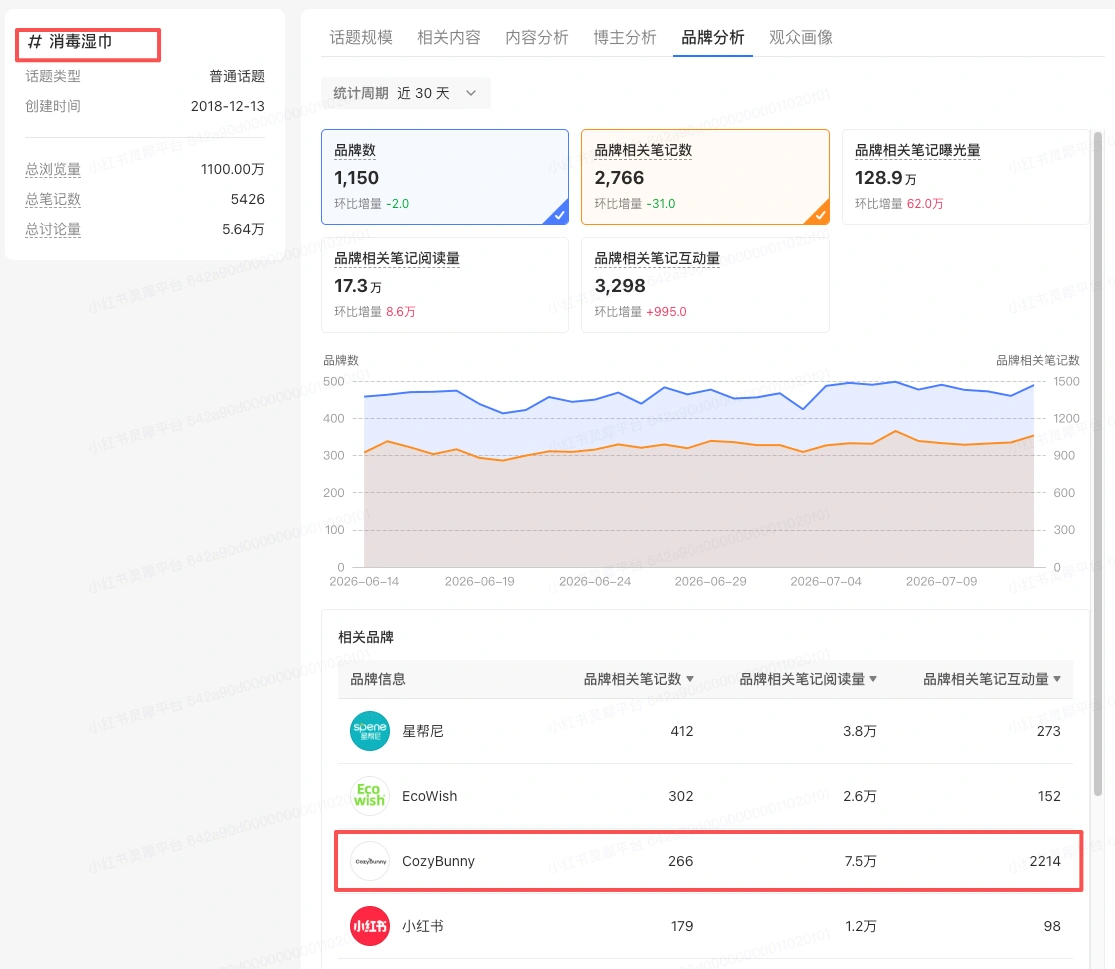 # 消毒湿巾
话题类型 普通话题
创建时间 2018-12-13
总浏览量 1100.00万
总笔记数 5426
总讨论量 5.64万
话题规模 相关内容 内容分析 博主分析 品牌分析 观众画像
统计周期 近 30 天
品牌数 品牌相关笔记数 品牌相关笔记曝光量
1,150 2,766 128.9 万
环比增量 -2.0 环比增量 -31.0 环比增量 62.0万
品牌相关笔记阅读量 品牌相关笔记互动量
17.3 万 3,298
环比增量 8.6万 环比增量 +995.0
品牌数 品牌相关笔记数
500 1500
400 1200
300 900
200 600
100 300
0 0
2026-06-14 2026-06-19 2026-06-24 2026-06-29 2026-07-04 2026-07-09
相关品牌
品牌信息 品牌相关笔记数 品牌相关笔记阅读量 品牌相关笔记互动量
spene 星帮尼 星帮尼 412 3.8万 273
Eco wish EcoWish 302 2.6万 152
CozyBunny CozyBunny 266 7.5万 2214
小红书 小红书 179 1.2万 98